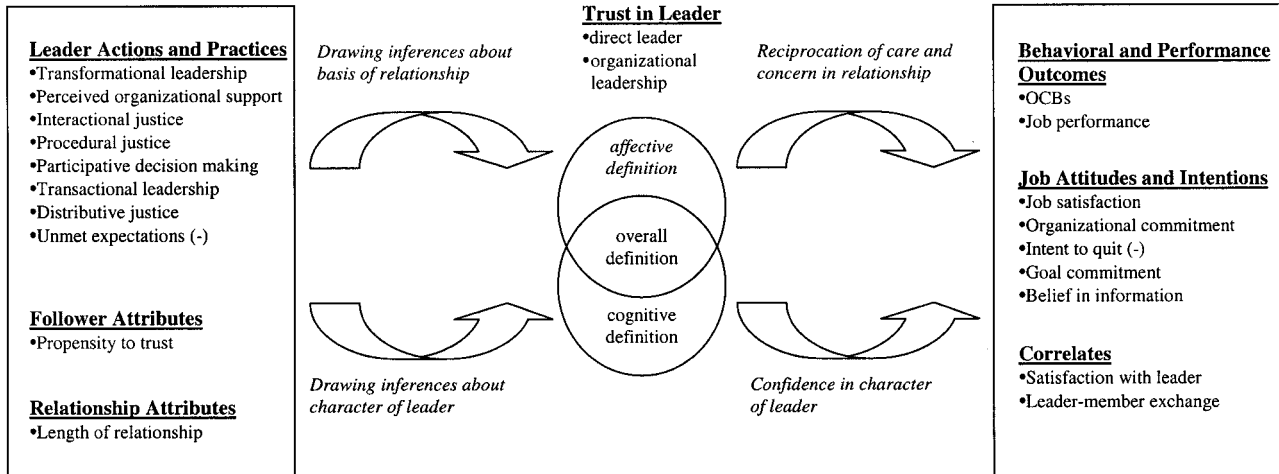 Leader Actions and Practices
•Transformational leadership
•Perceived organizational support
•Interactional justice
•Procedural justice
•Participative decision making
•Transactional leadership
•Distributive justice
•Unmet expectations (-)
Follower Attributes
•Propensity to trust
Relationship Attributes
•Length of relationship
Drawing inferences about
basis of relationship
Drawing inferences about
character of leader
Trust in Leader
•direct leader
•organizational
leadership
affective
definition
overall
definition
cognitive
definition
Reciprocation of care and
concern in relationship
Confidence in character
of leader
Behavioral and Performance
Outcomes
•OCBs
•Job performance
Job Attitudes and Intentions
•Job satisfaction
•Organizational commitment
•Intent to quit (-)
•Goal commitment
•Belief in information
Correlates
•Satisfaction with leader
•Leader-member exchange